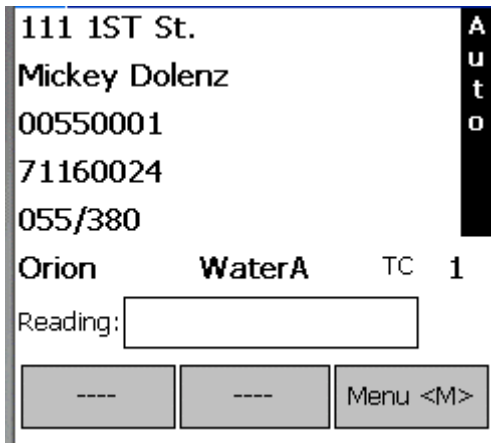 111 1ST St.
Mickey Dolenz
00550001
71160024
055/380
Orion WaterA TC 1
Reading:
---- ---- Menu <M>
Auto